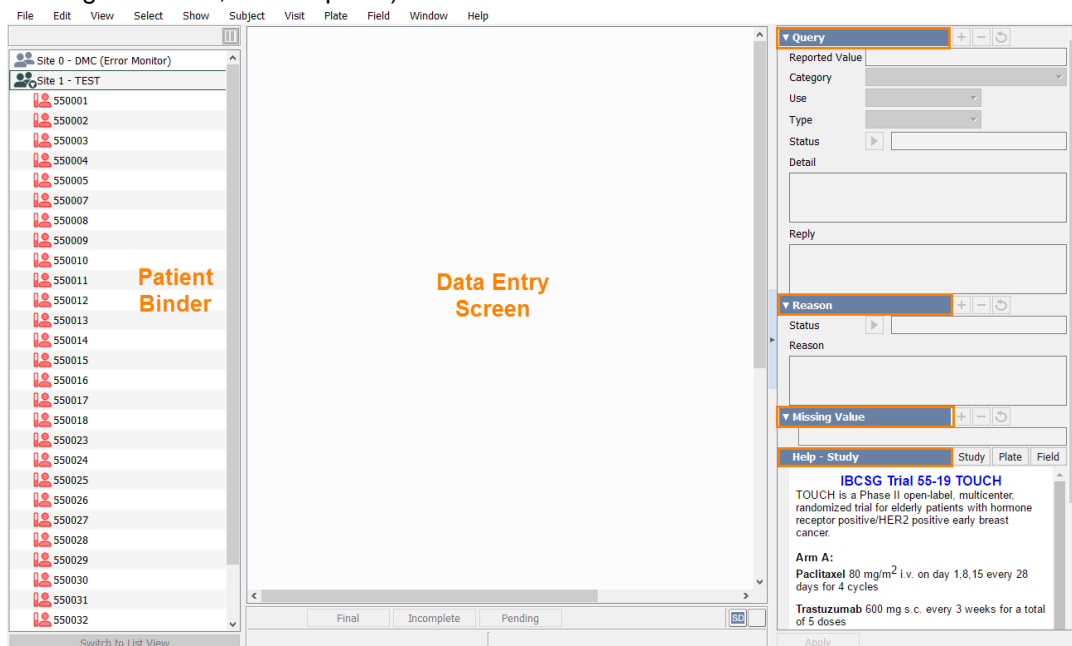 File Edit View Select Show Subject Visit Plate Field Window Help
Site 0 - DMC (Error Monitor)
Site 1 - TEST
550001
550002
550003
550004
550005
550007
550008
550009
550010
550011
550012
550013
550014
550015
550016
550017
550018
550023
550024
550025
550026
550027
550028
550029
550030
550031
550032
Switch to List View
Patient
Binder
Data Entry
Screen
Final Incomplete Pending SD
Query
Reported Value
Category
Use
Type
Status
Detail
Reply
Reason
Status
Reason
Missing Value
Help - Study Study Plate Field
IBCSG Trial 55-19 TOUCH
TOUCH is a Phase II open-label, multicenter,
randomized trial for elderly patients with hormone
receptor positive/HER2 positive early breast
cancer.
Arm A:
Paclitaxel 80 mg/m² i.v. on day 1,8,15 every 28
days for 4 cycles
Trastuzumab 600 mg s.c. every 3 weeks for a total
of 5 doses
Apply